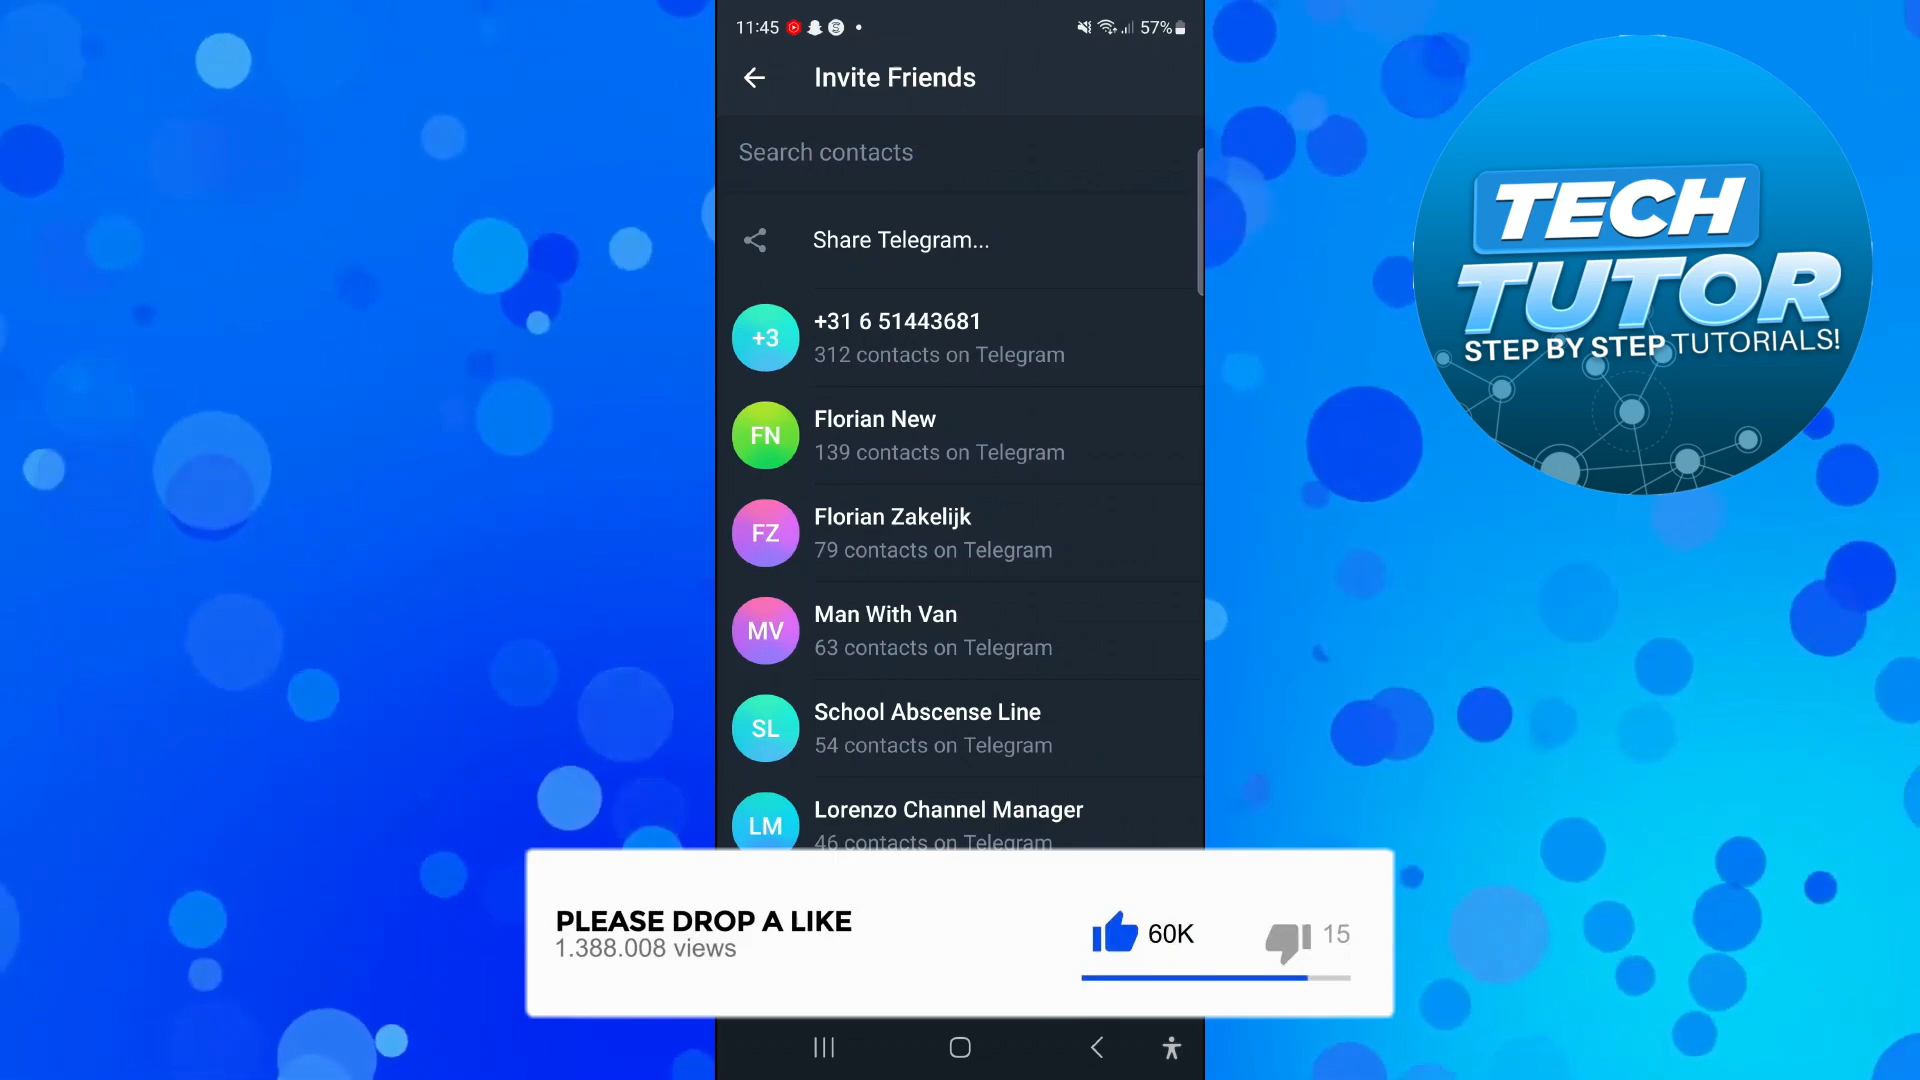 11:45
57%
Invite Friends
Search contacts
Share Telegram...
+3
+31 6 51443681
312 contacts on Telegram
FN
Florian New
139 contacts on Telegram
FZ
Florian Zakelijk
79 contacts on Telegram
MV
Man With Van
63 contacts on Telegram
SL
School Abscense Line
54 contacts on Telegram
LM
Lorenzo Channel Manager
46 contacts on Telegram
PLEASE DROP A LIKE
1.388.008 views
60K
15
TECH
TUTOR
STEP BY STEP TUTORIALS!